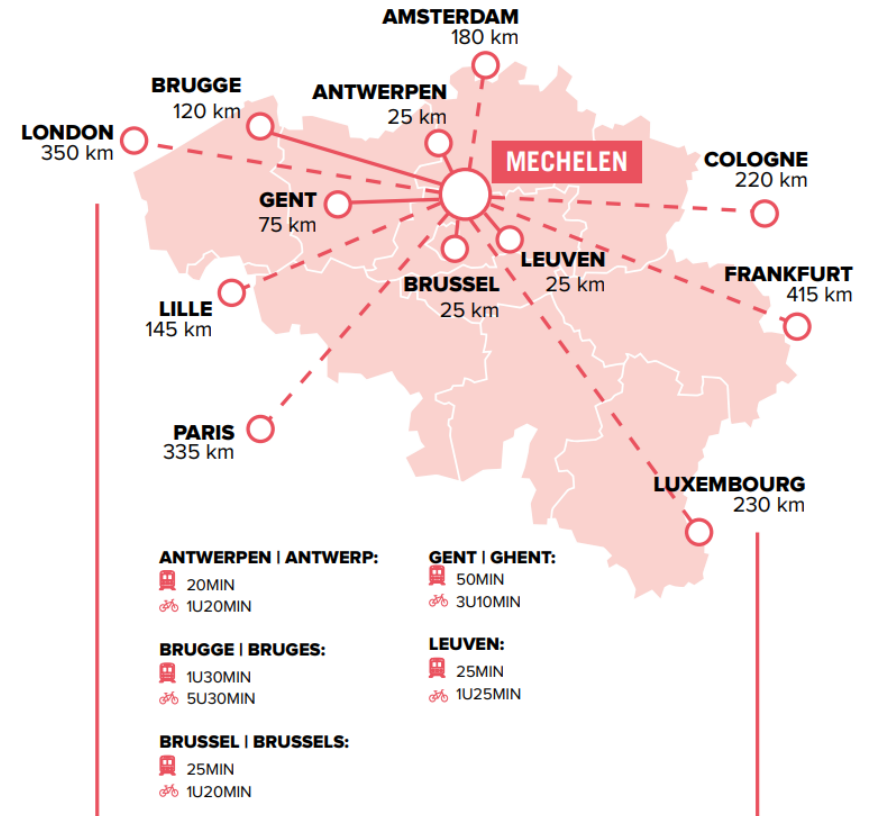 AMSTERDAM
180 km
BRUGGE
120 km
ANTWERPEN
25 km
LONDON
350 km
MECHELEN
COLOGNE
220 km
GENT
75 km
LEUVEN
25 km
BRUSSEL
25 km
FRANKFURT
415 km
LILLE
145 km
PARIS
335 km
LUXEMBOURG
230 km
ANTWERPEN | ANTWERP:
20MIN
1U20MIN
BRUGGE | BRUGES:
1U30MIN
5U30MIN
BRUSSEL | BRUSSELS:
25MIN
1U20MIN
GENT | GHENT:
50MIN
3U10MIN
LEUVEN:
25MIN
1U25MIN